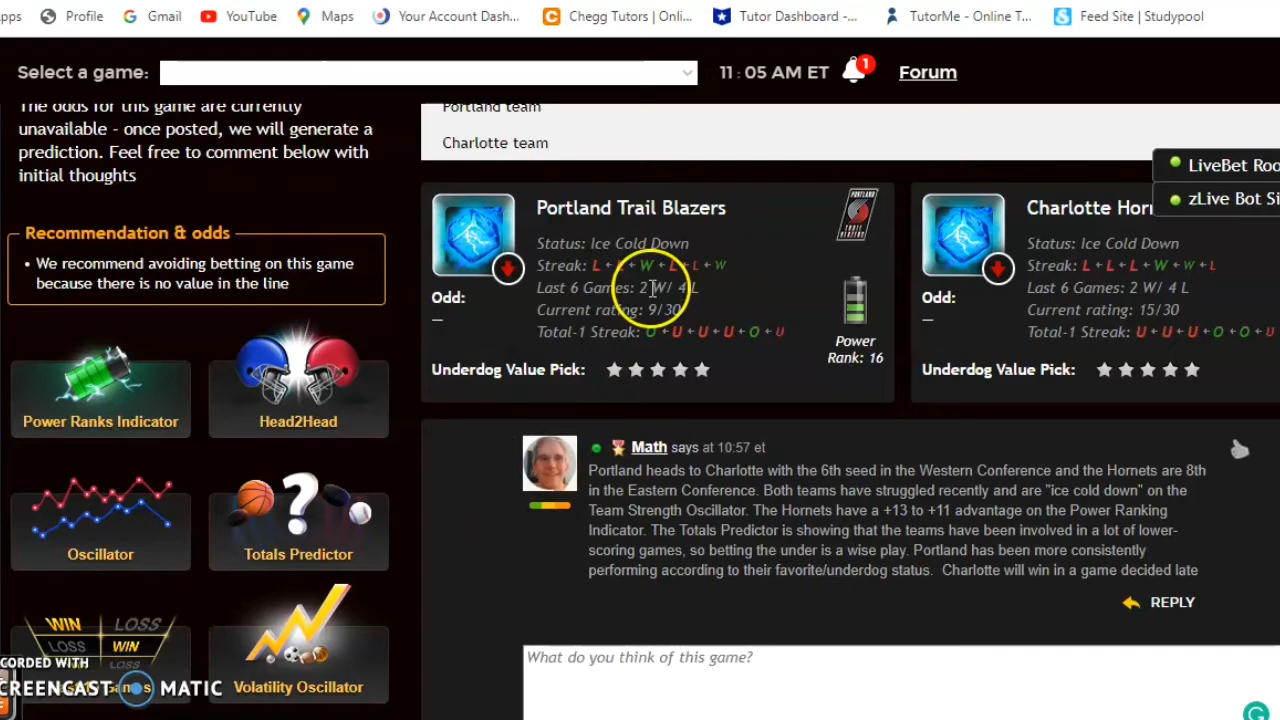 pps
Profile
Gmail
YouTube
Maps
Your Account Dash...
Chegg Tutors | Onli...
Tutor Dashboard -...
TutorMe - Online T...
Feed Site | Studypool
Select a game:
11 : 05 AM ET
1
Forum
The odds for this game are currently
unavailable - once posted, we will generate a
prediction. Feel free to comment below with
initial thoughts
Recommendation & odds
• We recommend avoiding betting on this game
because there is no value in the line
Power Ranks Indicator
Head2Head
Oscillator
Totals Predictor
WIN LOSS
LOSS WIN
LOSS
Volatility Oscillator
CORDED WITH
CREENCAST MATIC
Portland team
Charlotte team
LiveBet Roo
zLive Bot Si
Portland Trail Blazers
Status: Ice Cold Down
Streak: L ← L ← W ← L ← L ← W
Last 6 Games: 2 W/ 4 L
Current rating: 9/30
Total-1 Streak: O ← U ← U ← U ← O ← U
Odd:
—
Underdog Value Pick:
PORTLAND
TRAIL BLAZERS
Power
Rank: 16
Charlotte Horn
Status: Ice Cold Down
Streak: L ← L ← L ← W ← W ← L
Last 6 Games: 2 W/ 4 L
Current rating: 15/30
Total-1 Streak: U ← U ← U ← O ← O ← U
Odd:
—
Underdog Value Pick:
Math says at 10:57 et
Portland heads to Charlotte with the 6th seed in the Western Conference and the Hornets are 8th
in the Eastern Conference. Both teams have struggled recently and are "ice cold down" on the
Team Strength Oscillator. The Hornets have a +13 to +11 advantage on the Power Ranking
Indicator. The Totals Predictor is showing that the teams have been involved in a lot of lower-
scoring games, so betting the under is a wise play. Portland has been more consistently
performing according to their favorite/underdog status. Charlotte will win in a game decided late
REPLY
What do you think of this game?